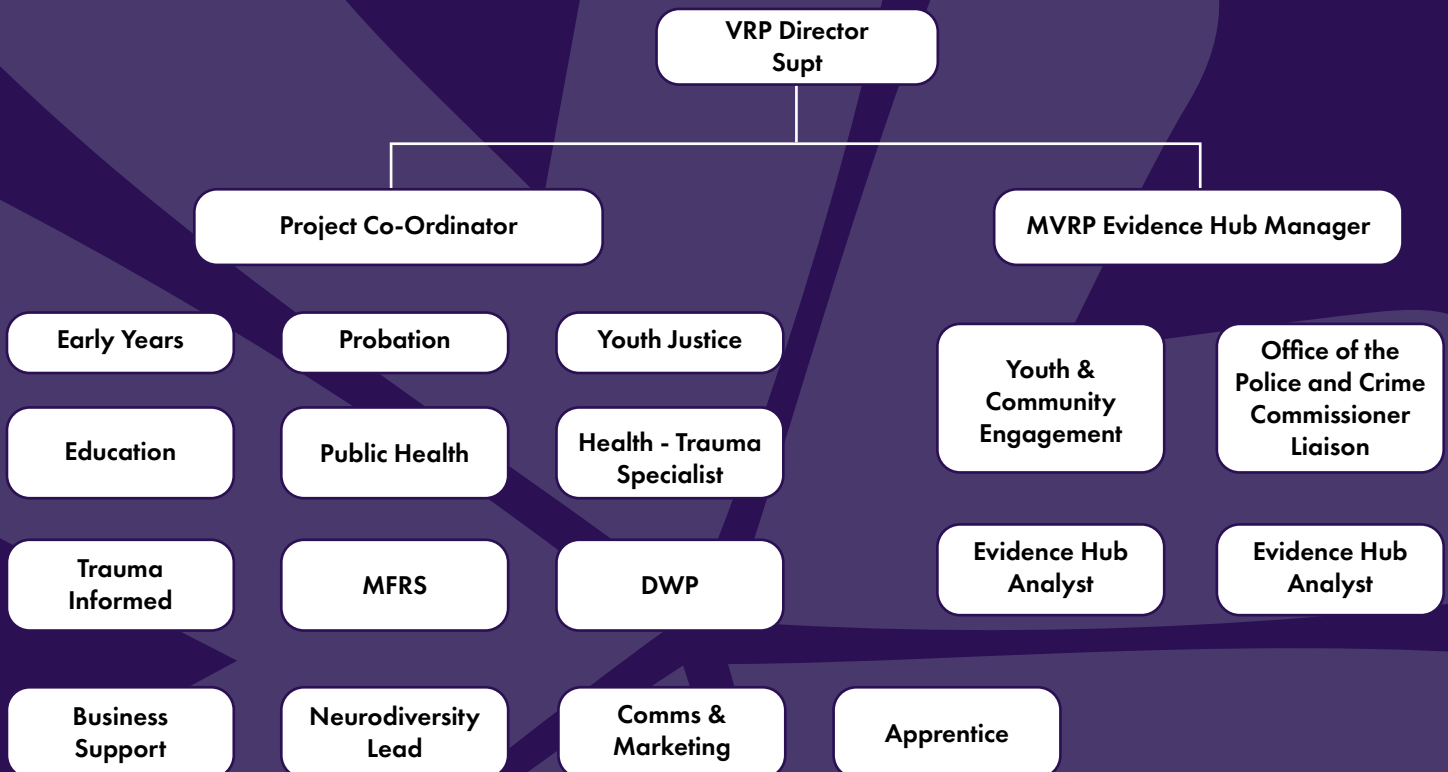 VRP Director
Supt
Project Co-Ordinator
MVRP Evidence Hub Manager
Early Years
Probation
Youth Justice
Youth &
Community
Engagement
Office of the
Police and Crime
Commissioner
Liaison
Education
Public Health
Health - Trauma
Specialist
Trauma
Informed
MFRS
DWP
Evidence Hub
Analyst
Evidence Hub
Analyst
Business
Support
Neurodiversity
Lead
Comms &
Marketing
Apprentice